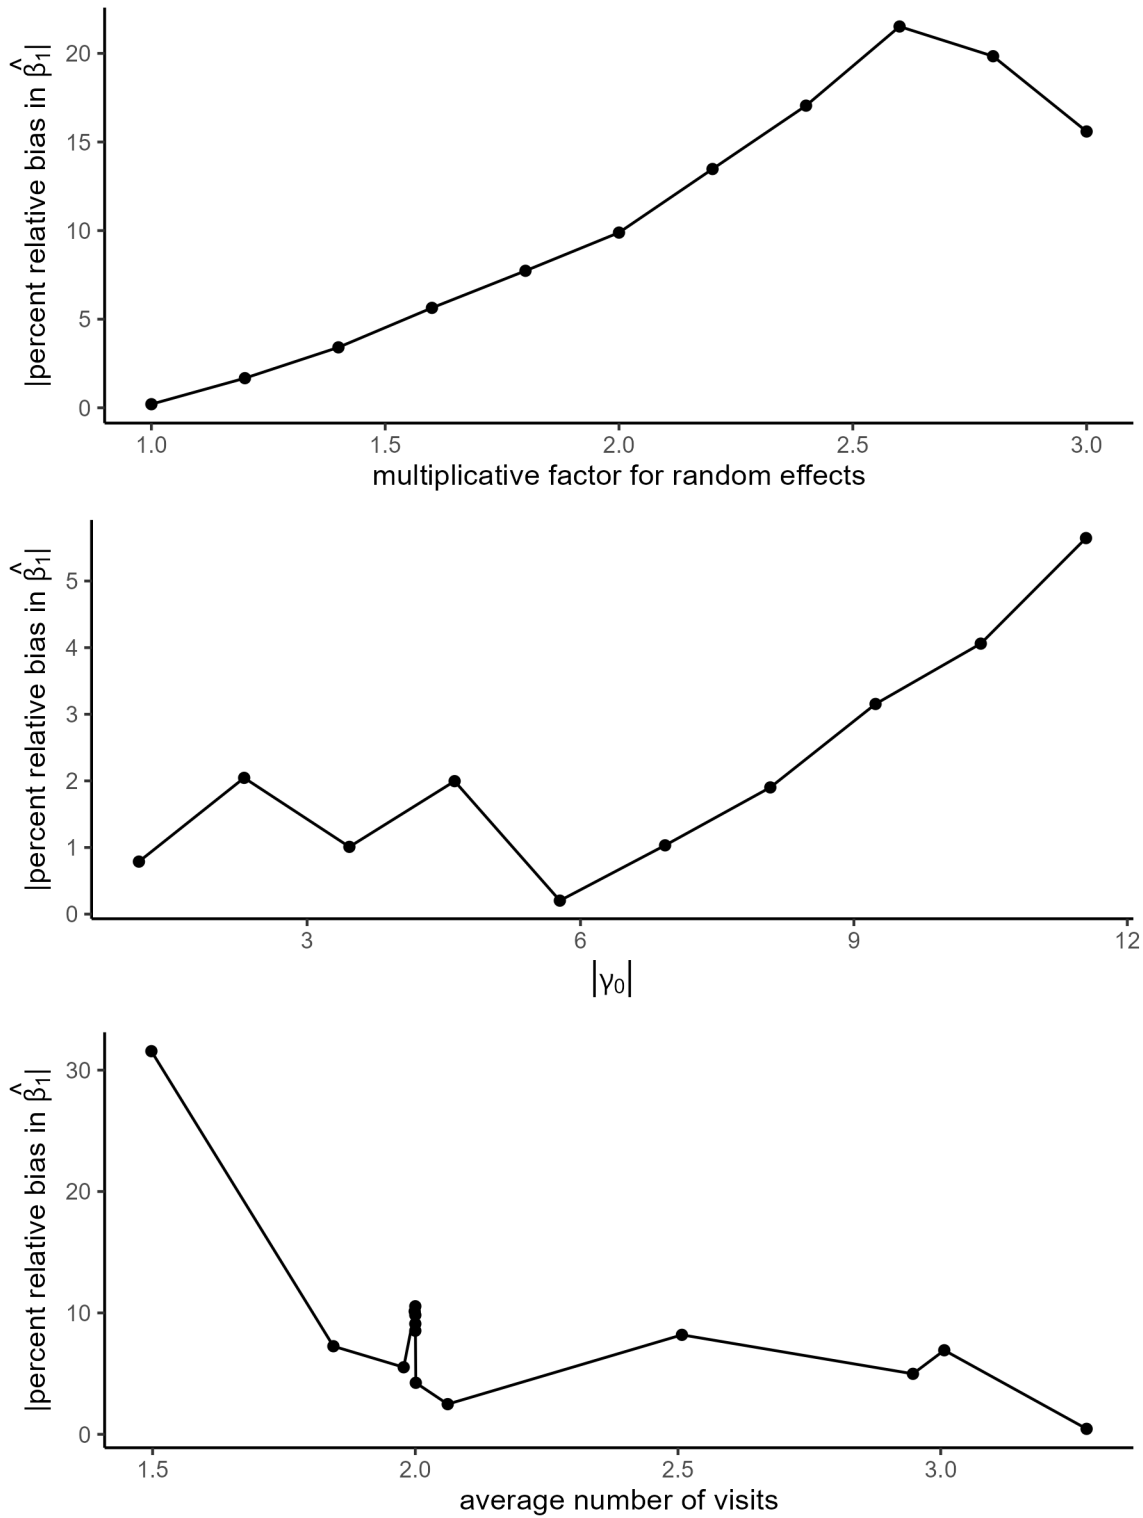 |percent relative bias in β̂₁|
20
15
10
5
0
1.0 1.5 2.0 2.5 3.0
multiplicative factor for random effects
|percent relative bias in β̂₁|
5
4
3
2
1
0
3 6 9 12
|γ₀|
|percent relative bias in β̂₁|
30
20
10
0
1.5 2.0 2.5 3.0
average number of visits